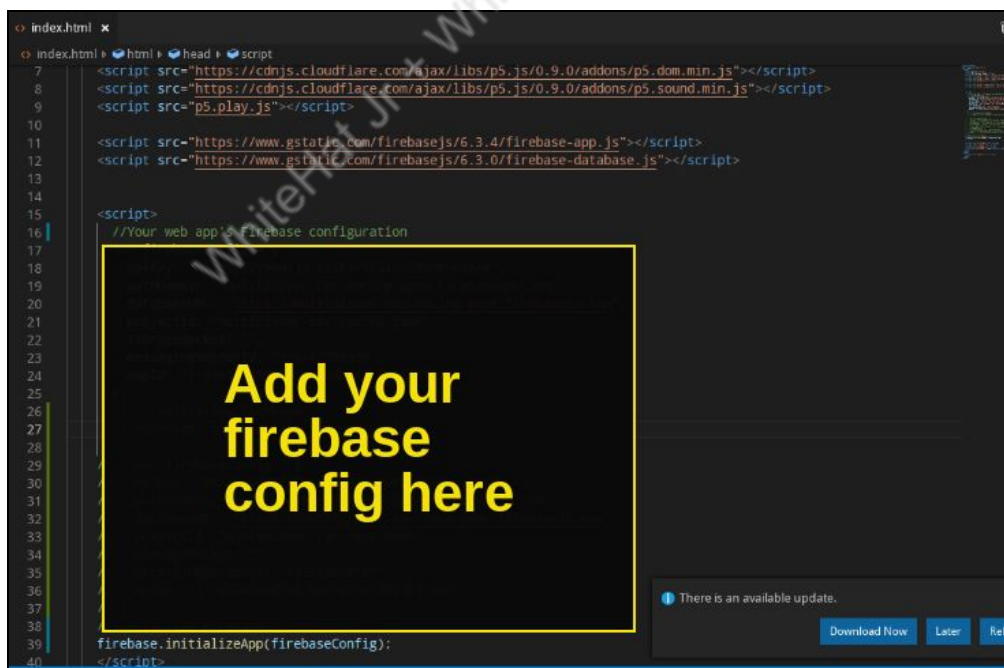 index.html
index.html html head script
7 <script src="https://cdnjs.cloudflare.com/ajax/libs/p5.js/0.9.0/addons/p5.dom.min.js"></script>
8 <script src="https://cdnjs.cloudflare.com/ajax/libs/p5.js/0.9.0/addons/p5.sound.min.js"></script>
9 <script src="p5.play.js"></script>
10
11 <script src="https://www.gstatic.com/firebasejs/6.3.4/firebase-app.js"></script>
12 <script src="https://www.gstatic.com/firebasejs/6.3.0/firebase-database.js"></script>
13
14
15 <script>
16 //Your web app's Firebase configuration
17
18
19
20
21
22
23
24
25
26
27
28
29
30
31
32
33
34
35
36
37
38
39 firebase.initializeApp(firebaseConfig);
40 </script>
Add your
firebase
config here
There is an available update.
Download Now Later Rel
WhiteHat Jr + Whi